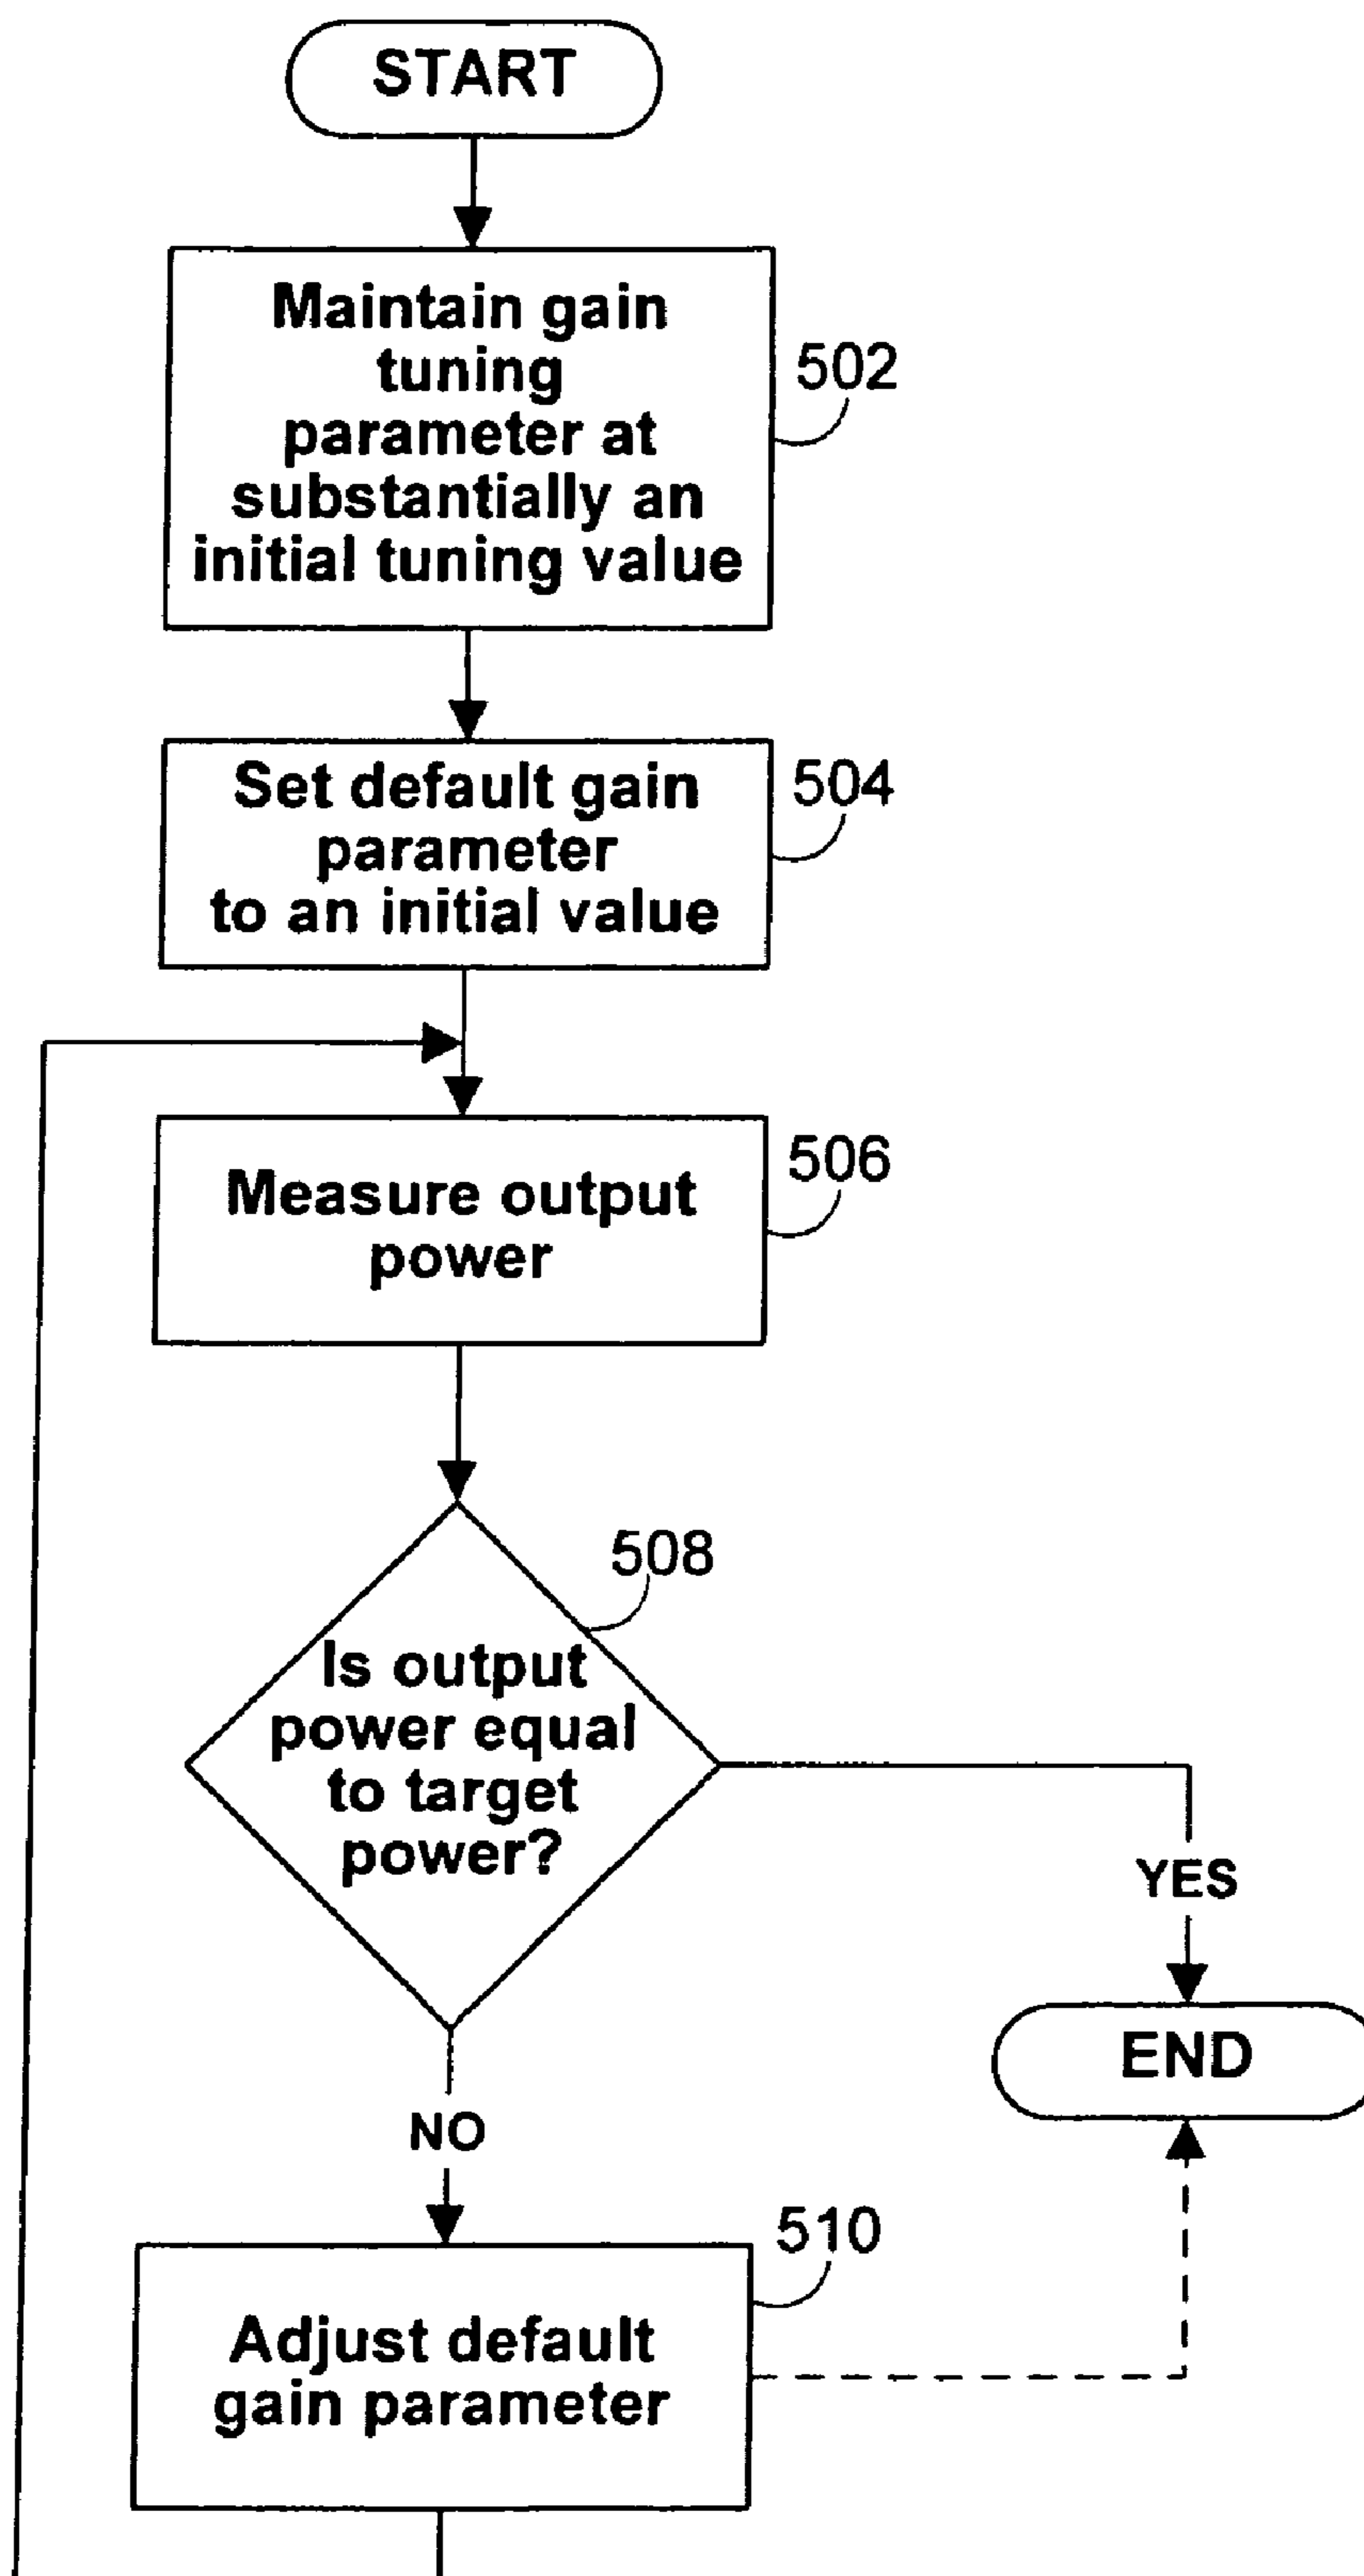 START
Maintain gain
tuning
parameter at
substantially an
initial tuning value
502
Set default gain
parameter
to an initial value
504
Measure output
power
506
508
Is output
power equal
to target
power?
YES
END
NO
510
Adjust default
gain parameter